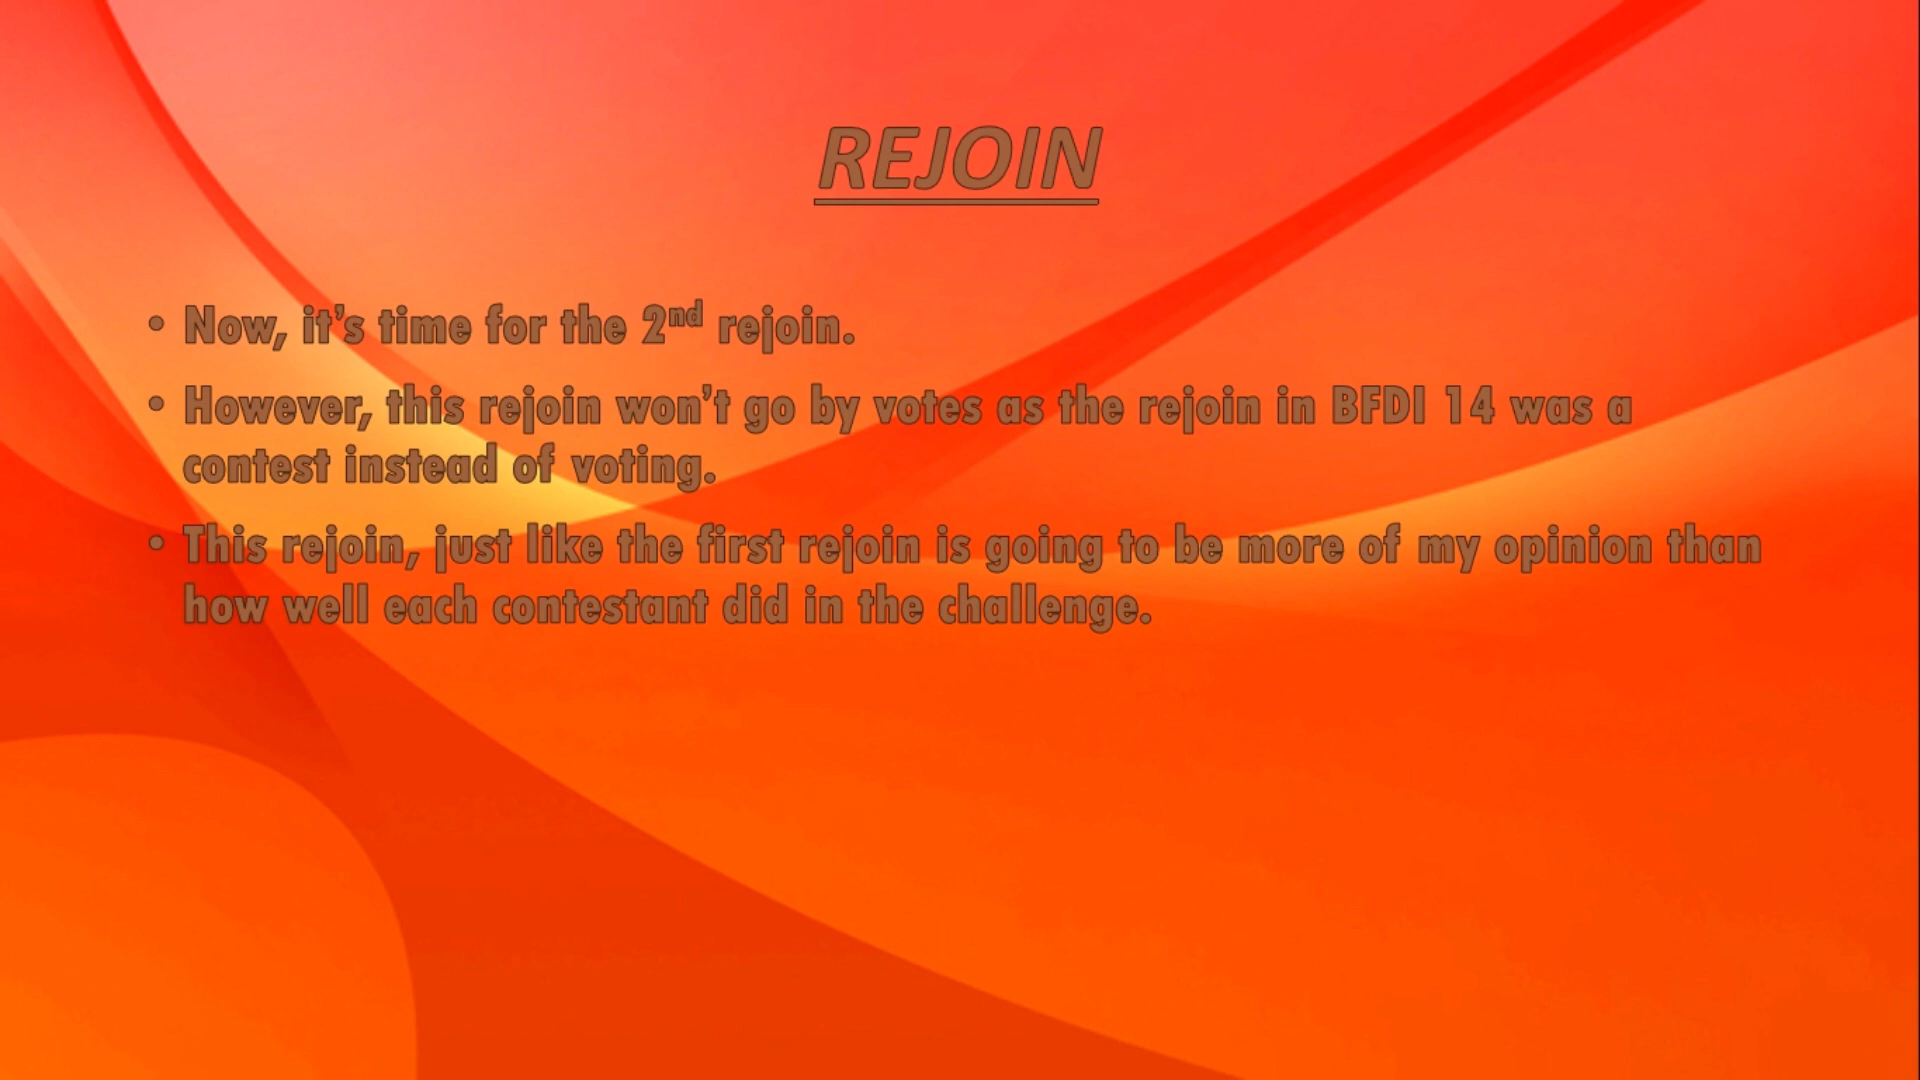 REJOIN
• Now, it's time for the 2nd rejoin.
• However, this rejoin won't go by votes as the rejoin in BFDI 14 was a
contest instead of voting.
• This rejoin, just like the first rejoin is going to be more of my opinion than
how well each contestant did in the challenge.